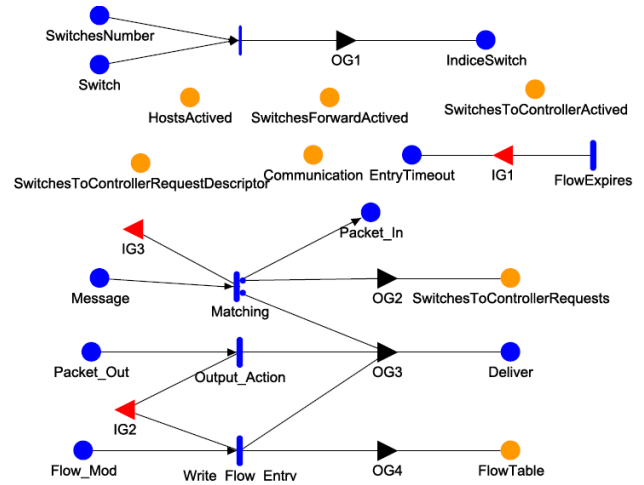 SwitchesNumber
Switch
OG1
IndiceSwitch
HostsActived
SwitchesForwardActived
SwitchesToControllerActived
SwitchesToControllerRequestDescriptor
Communication
EntryTimeout
IG1
FlowExpires
IG3
Packet_In
Message
Matching
OG2
SwitchesToControllerRequests
Packet_Out
Output_Action
OG3
Deliver
IG2
Flow_Mod
Write_Flow_Entry
OG4
FlowTable